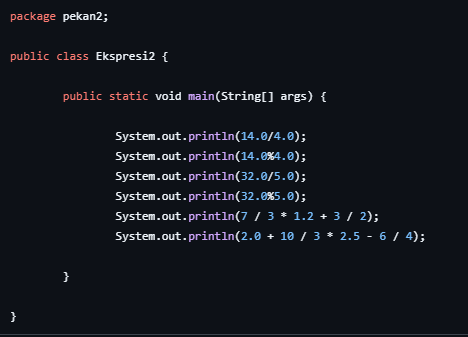 package pekan2;
public class Ekspresi2 {
public static void main(String[] args) {
System.out.println(14.0/4.0);
System.out.println(14.0%4.0);
System.out.println(32.0/5.0);
System.out.println(32.0%5.0);
System.out.println(7 / 3 * 1.2 + 3 / 2);
System.out.println(2.0 + 10 / 3 * 2.5 - 6 / 4);
}
}